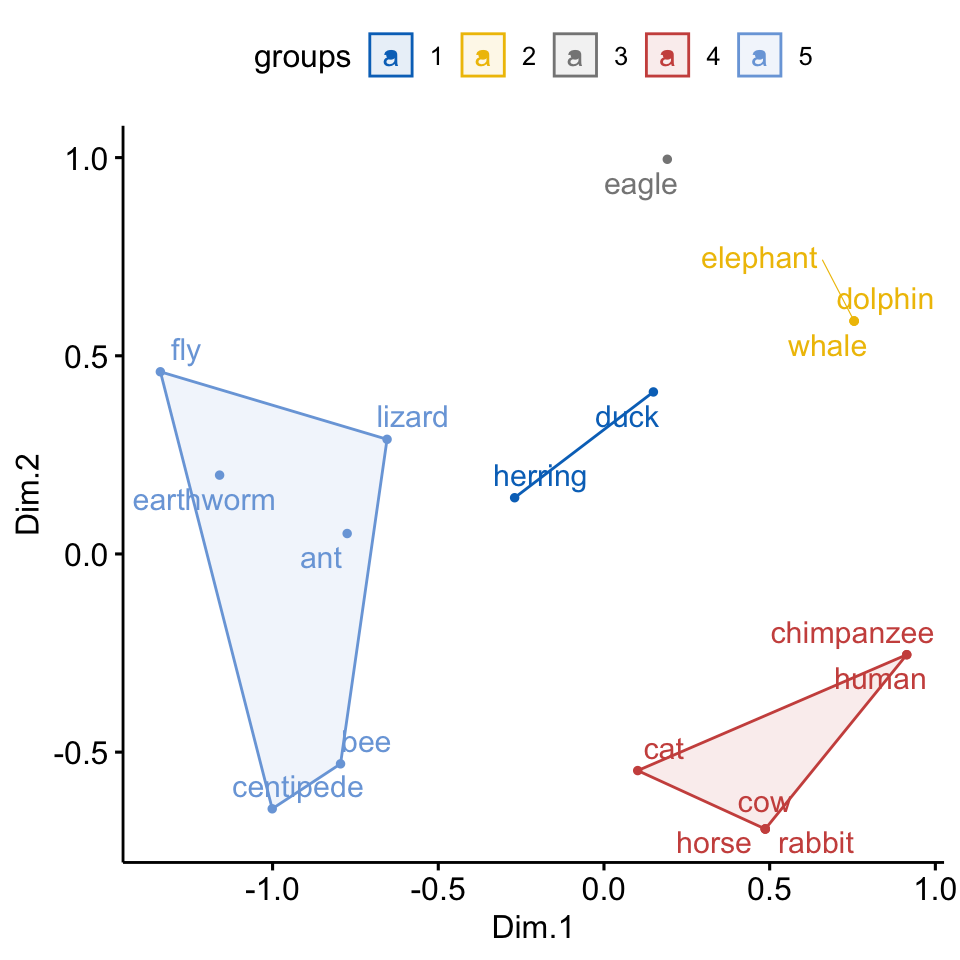 groups a 1 a 2 a 3 a 4 a 5
1.0
eagle
elephant
dolphin
whale
0.5
fly
duck
lizard
herring
earthworm
ant
0.0
Dim.2
chimpanzee
human
-0.5
bee
cat
centipede
cow
horse rabbit
-1.0 -0.5 0.0 0.5 1.0
Dim.1